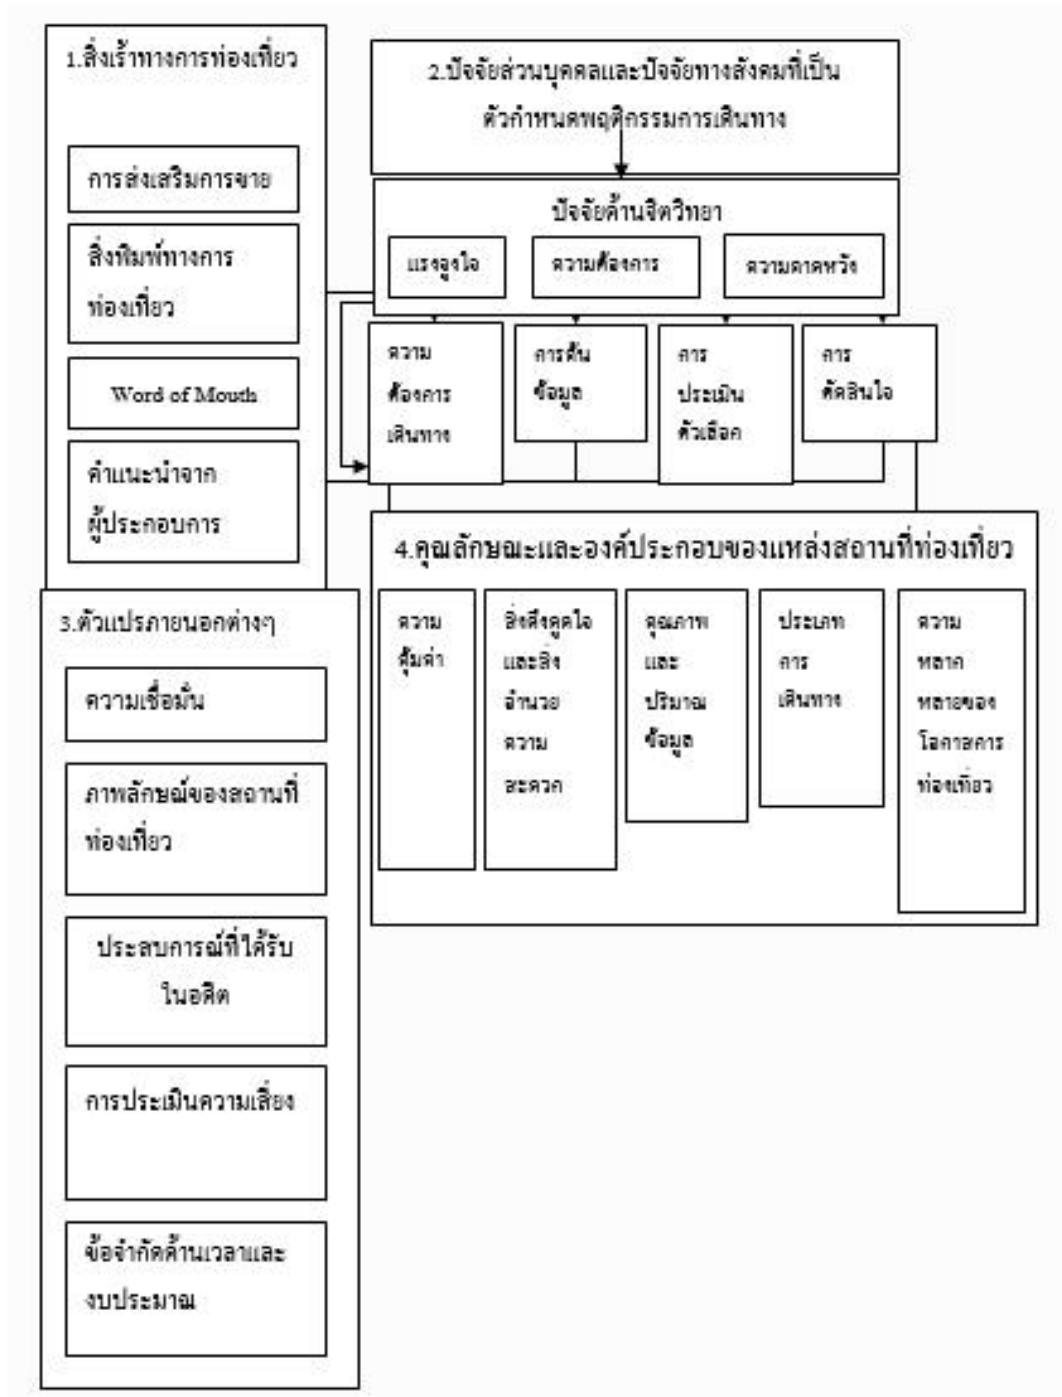 1.สิ่งเร้าทางการท่องเที่ยว
การส่งเสริมการขาย
สิ่งพิมพ์ทางการ
ท่องเที่ยว
Word of Mouth
คำแนะนำจาก
ผู้ประกอบการ
2.ปัจจัยส่วนบุคคลและปัจจัยทางสังคมที่เป็น
ตัวกำหนดพฤติกรรมการเดินทาง
ปัจจัยด้านจิตวิทยา
แรงจูงใจ
ความต้องการ
ความคาดหวัง
ความ
ต้องการ
เดินทาง
การค้น
ข้อมูล
การ
ประเมิน
ตัวเลือก
การ
ตัดสินใจ
3.ตัวแปรภายนอกต่างๆ
ความเชื่อมั่น
ภาพลักษณ์ของสถานที่
ท่องเที่ยว
ประสบการณ์ที่ได้รับ
ในอดีต
การประเมินความเสี่ยง
ข้อจำกัดด้านเวลาและ
งบประมาณ
4.คุณลักษณะและองค์ประกอบของแหล่งสถานที่ท่องเที่ยว
ความ
คุ้มค่า
สิ่งดึงดูดใจ
และสิ่ง
อำนวย
ความ
สะดวก
คุณภาพ
และ
ปริมาณ
ข้อมูล
ประเภท
การ
เดินทาง
ความ
หลาก
หลายของ
โอกาสการ
ท่องเที่ยว